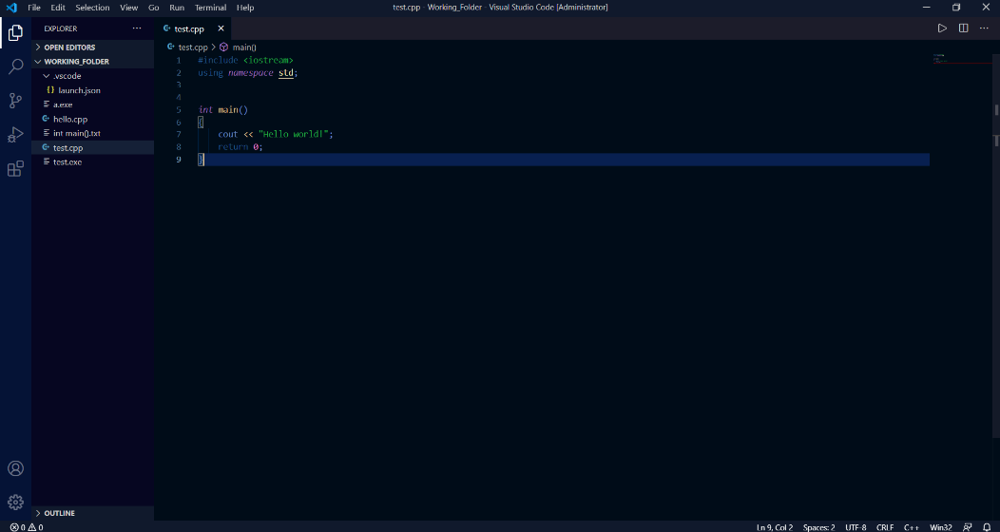 File Edit Selection View Go Run Terminal Help test.cpp - Working_Folder - Visual Studio Code [Administrator]
EXPLORER
OPEN EDITORS
WORKING_FOLDER
.vscode
{} launch.json
a.exe
hello.cpp
int main().txt
test.cpp
test.exe
OUTLINE
test.cpp
test.cpp > main()
1 #include <iostream>
2 using namespace std;
3
4
5 int main()
6 {
7 cout << "Hello world!";
8 return 0;
9 }
0 0 Ln 9, Col 2 Spaces: 2 UTF-8 CRLF C++ Win32